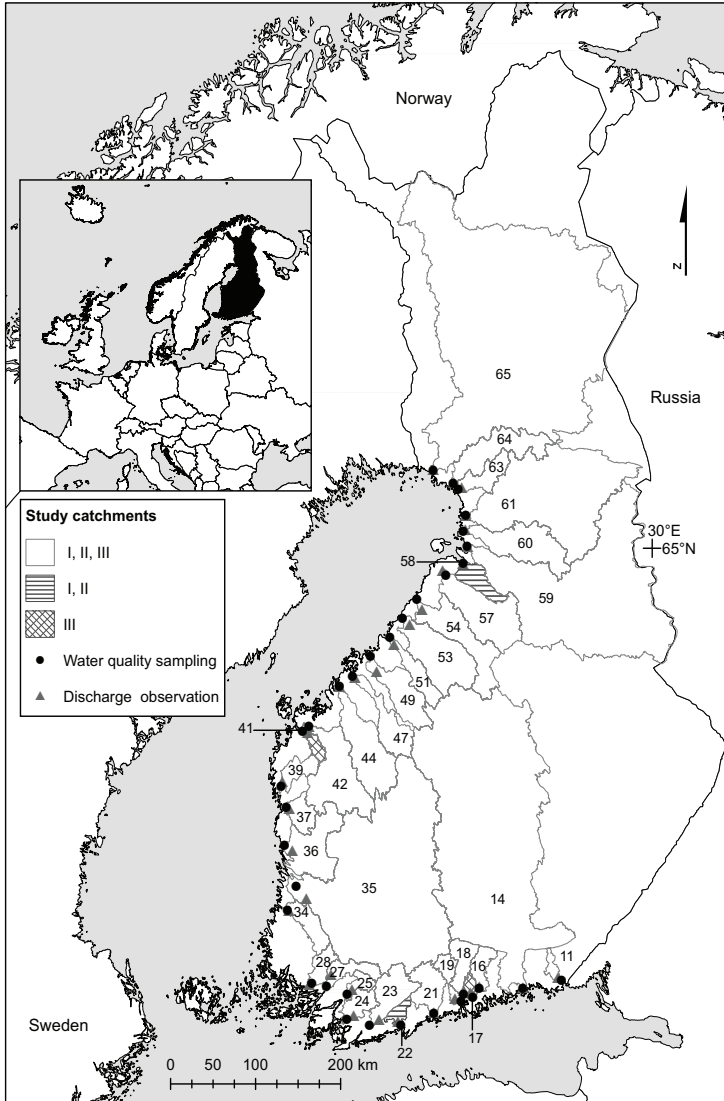 Norway
N
65
Russia
64
63
61
60
30°E
65°N
58
59
57
54
53
51
49
47
44
42
41
39
37
36
35
34
14
28
27
25
24
23
22
21
19
18
16
17
11
Study catchments
I, II, III
I, II
III
Water quality sampling
Discharge observation
Sweden
0 50 100 200 km